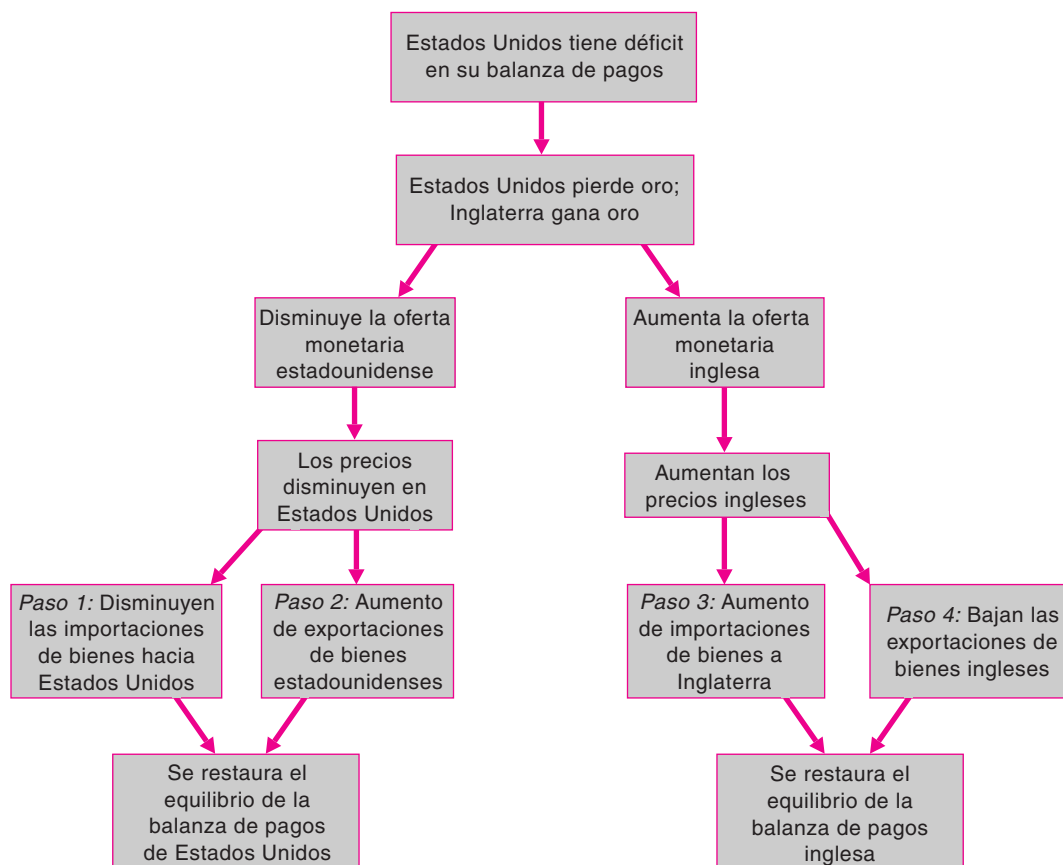 Estados Unidos tiene déficit
en su balanza de pagos
Estados Unidos pierde oro;
Inglaterra gana oro
Disminuye la oferta
monetaria
estadounidense
Aumenta la oferta
monetaria
inglesa
Los precios
disminuyen en
Estados Unidos
Aumentan los
precios ingleses
Paso 1: Disminuyen
las importaciones
de bienes hacia
Estados Unidos
Paso 2: Aumento
de exportaciones
de bienes
estadounidenses
Paso 3: Aumento
de importaciones
de bienes a
Inglaterra
Paso 4: Bajan las
exportaciones de
bienes ingleses
Se restaura el
equilibrio de la
balanza de pagos
de Estados Unidos
Se restaura el
equilibrio de la
balanza de pagos
inglesa